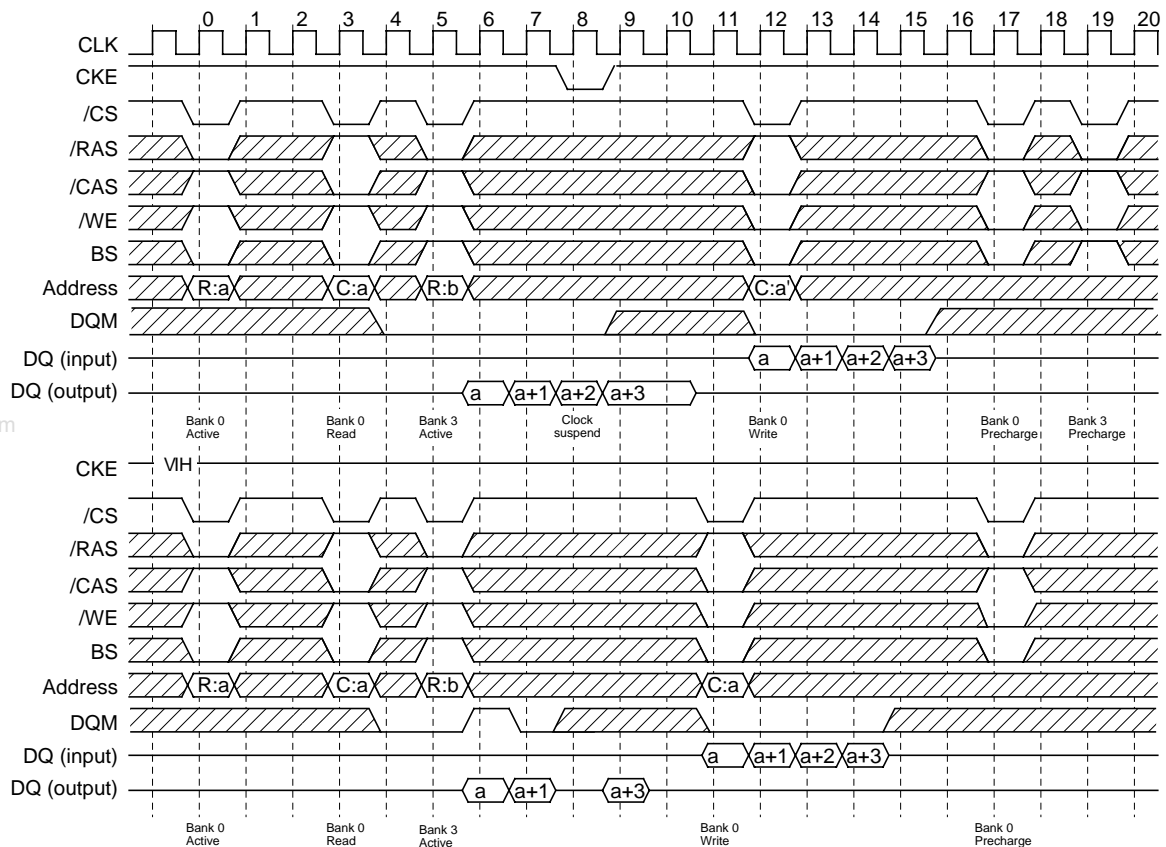 0 1 2 3 4 5 6 7 8 9 10 11 12 13 14 15 16 17 18 19 20
CLK
CKE
/CS
/RAS
/CAS
/WE
BS
Address R:a C:a R:b C:a'
DQM
DQ (input) a a+1 a+2 a+3
DQ (output) a a+1 a+2 a+3
Bank 0 Bank 0 Bank 3 Clock Bank 0 Bank 0 Bank 3
Active Read Active suspend Write Precharge Precharge
m
CKE VIH
/CS
/RAS
/CAS
/WE
BS
Address R:a C:a R:b C:a
DQM
DQ (input) a a+1 a+2 a+3
DQ (output) a a+1 a+3
Bank 0 Bank 0 Bank 3 Bank 0 Bank 0
Active Read Active Write Precharge